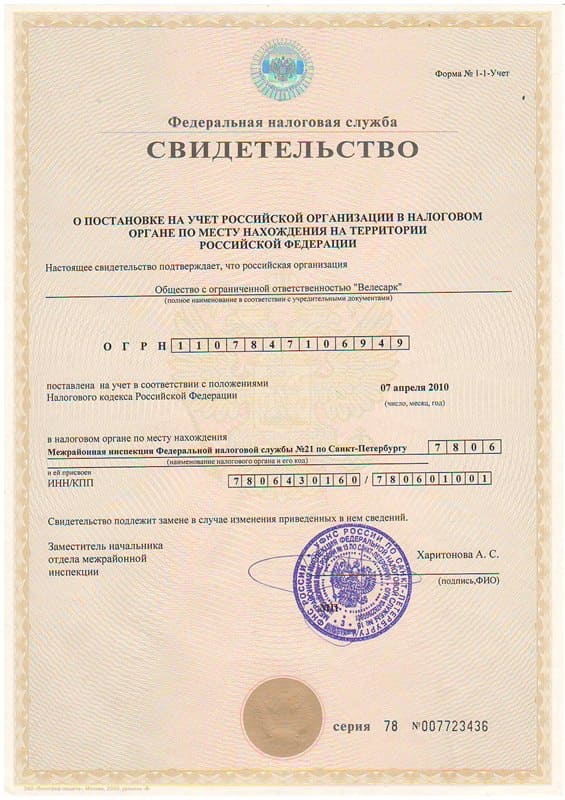 Форма № 1-1-Учет
Федеральная налоговая служба
СВИДЕТЕЛЬСТВО
О ПОСТАНОВКЕ НА УЧЕТ РОССИЙСКОЙ ОРГАНИЗАЦИИ В НАЛОГОВОМ
ОРГАНЕ ПО МЕСТУ НАХОЖДЕНИЯ НА ТЕРРИТОРИИ
РОССИЙСКОЙ ФЕДЕРАЦИИ
Настоящее свидетельство подтверждает, что российская организация
Общество с ограниченной ответственностью "Велесарк"
(полное наименование в соответствии с учредительными документами)
О Г Р Н 1 1 0 7 8 4 7 1 0 6 9 4 9
поставлена на учет в соответствии с положениями
Налогового кодекса Российской Федерации
07 апреля 2010
(число, месяц, год)
в налоговом органе по месту нахождения
Межрайонная инспекция Федеральной налоговой службы №21 по Санкт-Петербургу 7 8 0 6
(наименование налогового органа и его код)
и ей присвоен
ИНН/КПП 7 8 0 6 4 3 0 1 6 0 / 7 8 0 6 0 1 0 0 1
Свидетельство подлежит замене в случае изменения приведенных в нем сведений.
Заместитель начальника
отдела межрайонной
инспекции
Харитонова А. С.
(подпись,ФИО)
МП
серия 78 №007723436